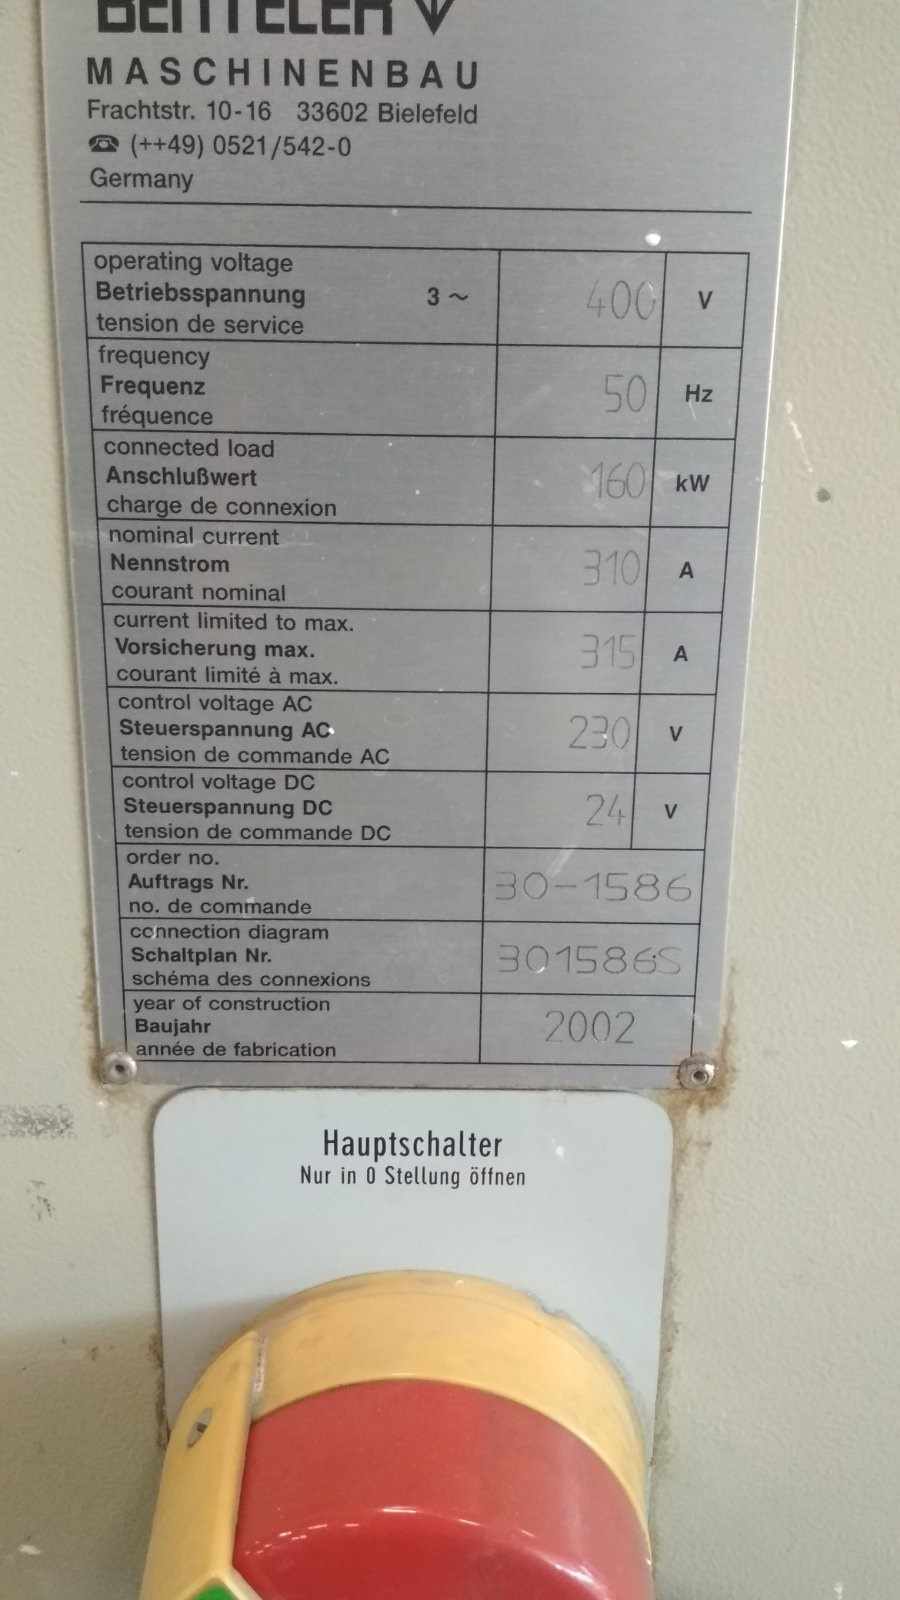 BENTELER
MASCHINENBAU
Frachtstr. 10-16 33602 Bielefeld
☎ (++49) 0521/542-0
Germany
operating voltage
Betriebsspannung 3 ~ 400 V
tension de service
frequency
Frequenz 50 Hz
fréquence
connected load
Anschlußwert 160 kW
charge de connexion
nominal current
Nennstrom 310 A
courant nominal
current limited to max.
Vorsicherung max. 315 A
courant limité à max.
control voltage AC
Steuerspannung AC 230 V
tension de commande AC
control voltage DC
Steuerspannung DC 24 V
tension de commande DC
order no.
Auftrags Nr. 30-1586
no. de commande
connection diagram
Schaltplan Nr. 301586S
schéma des connexions
year of construction
Baujahr 2002
année de fabrication
Hauptschalter
Nur in 0 Stellung öffnen